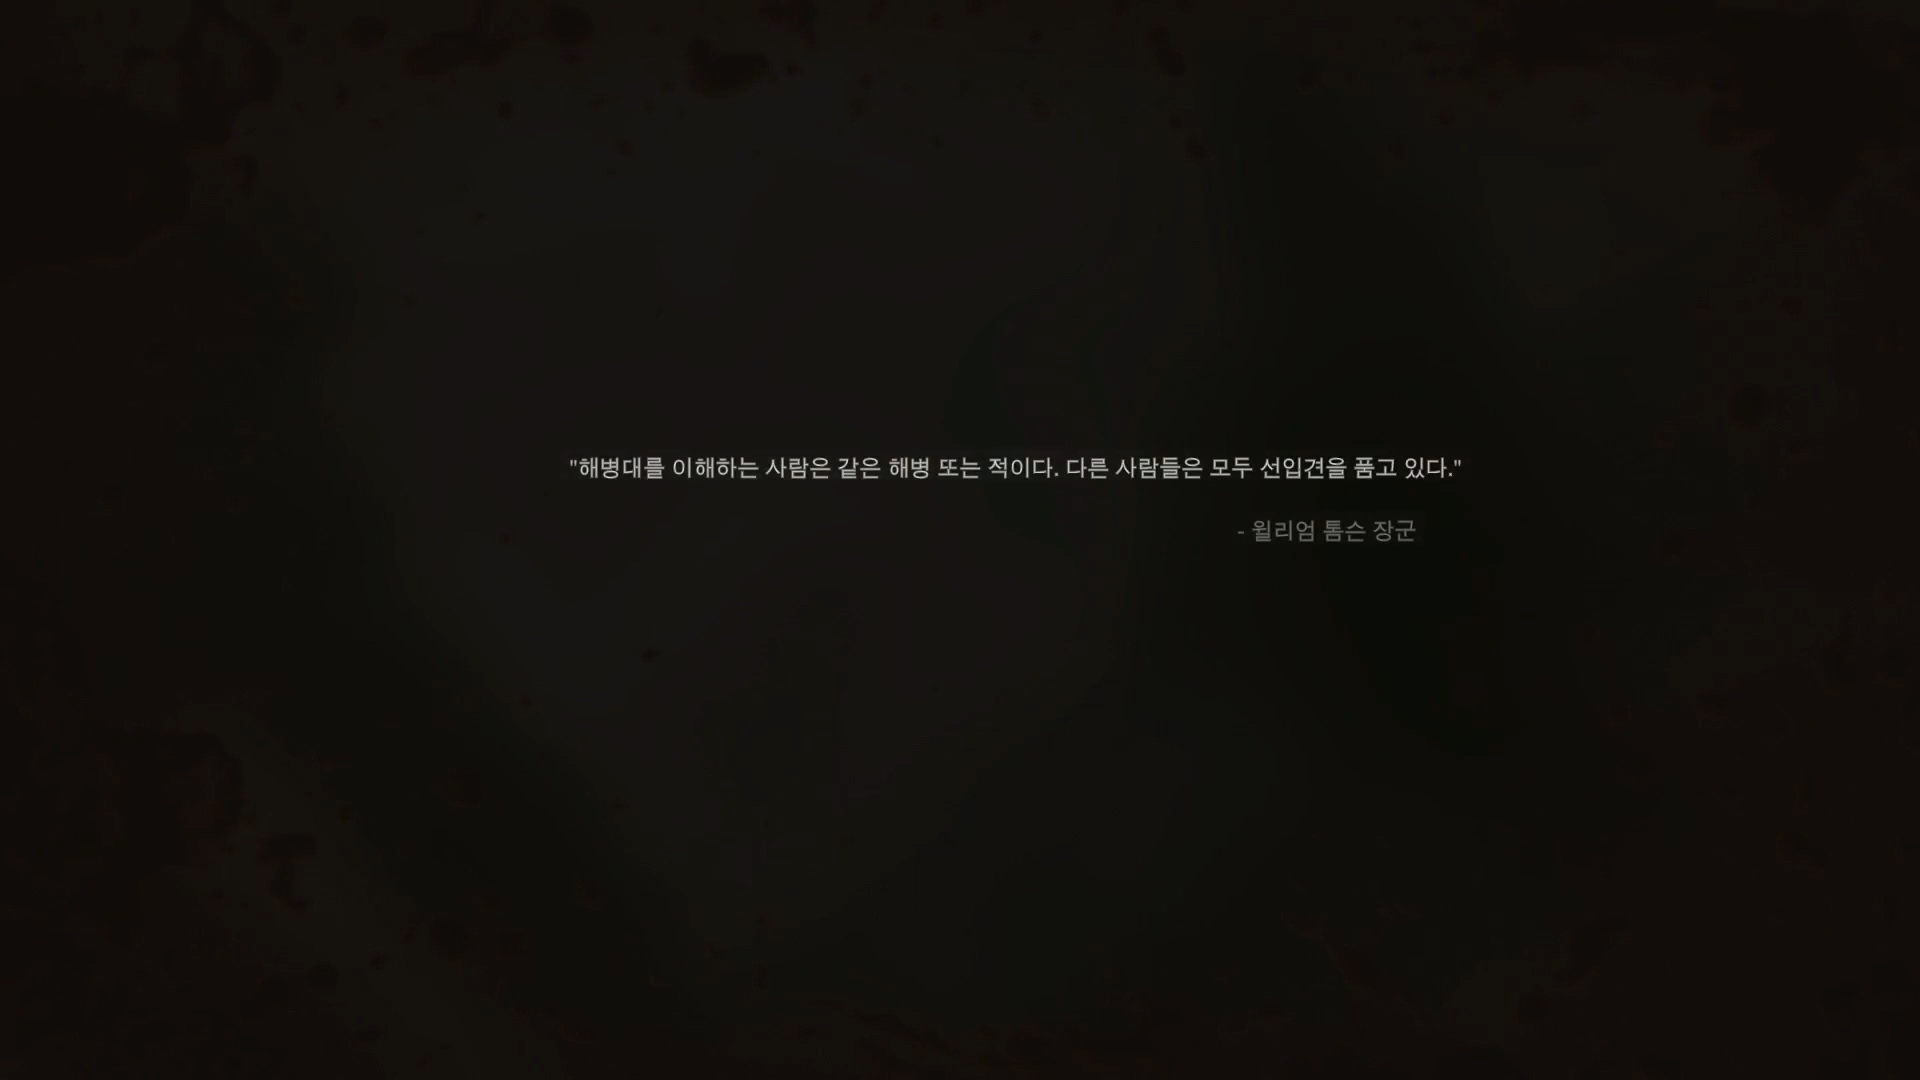 "해병대를 이해하는 사람은 같은 해병 또는 적이다. 다른 사람들은 모두 선입견을 품고 있다."
- 윌리엄 톰슨 장군